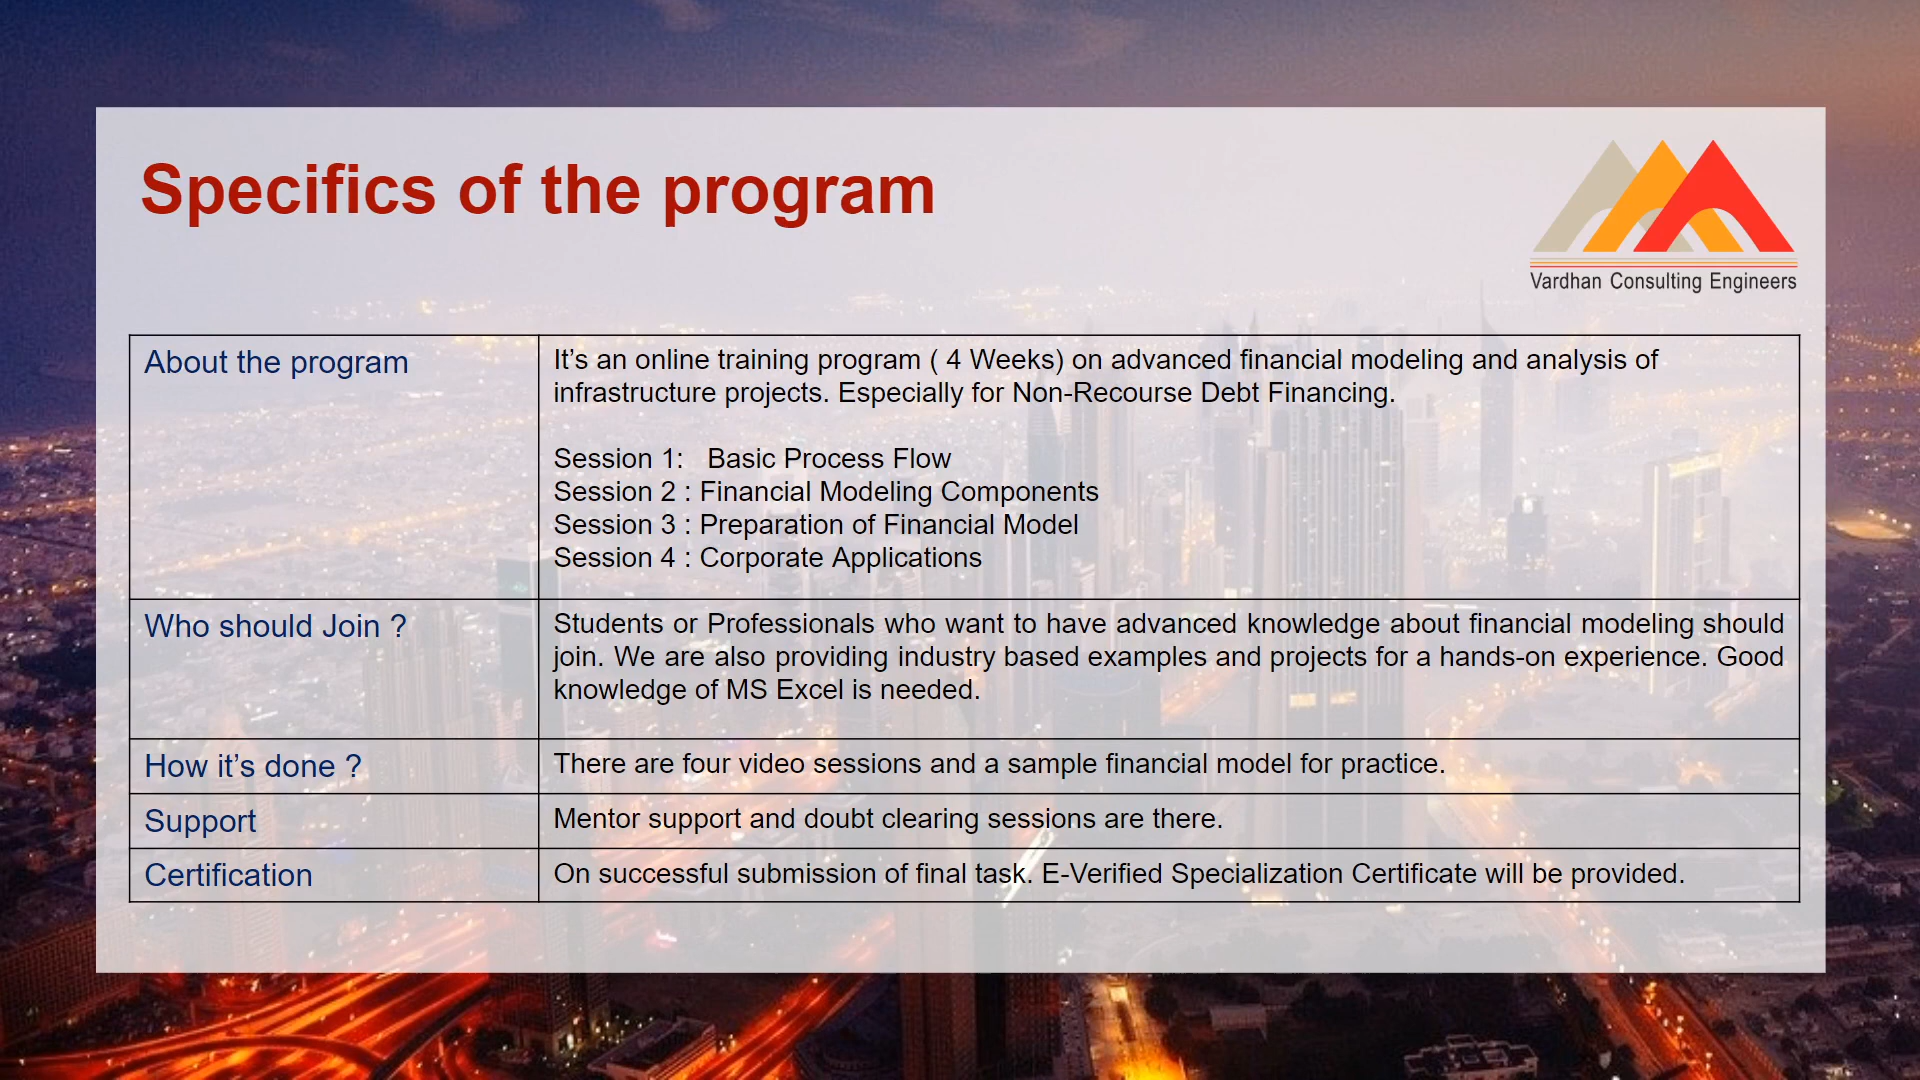 Specifics of the program
Vardhan Consulting Engineers
About the program
It’s an online training program ( 4 Weeks) on advanced financial modeling and analysis of
infrastructure projects. Especially for Non-Recourse Debt Financing.
Session 1:   Basic Process Flow
Session 2 : Financial Modeling Components
Session 3 : Preparation of Financial Model
Session 4 : Corporate Applications
Who should Join ?
Students or Professionals who want to have advanced knowledge about financial modeling should
join. We are also providing industry based examples and projects for a hands-on experience. Good
knowledge of MS Excel is needed.
How it’s done ?
There are four video sessions and a sample financial model for practice.
Support
Mentor support and doubt clearing sessions are there.
Certification
On successful submission of final task. E-Verified Specialization Certificate will be provided.